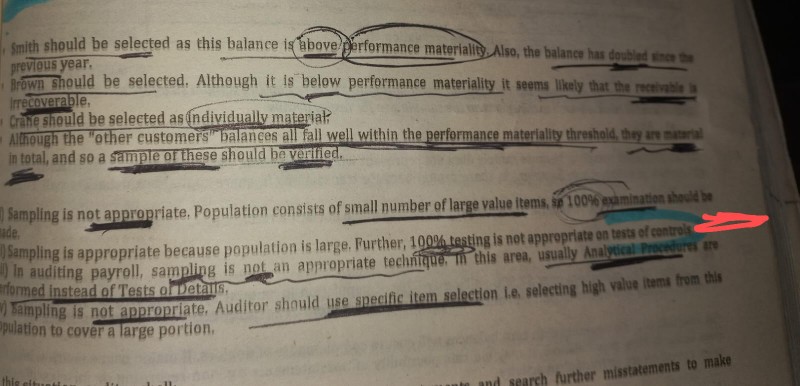 Smith should be selected as this balance is above performance materiality. Also, the balance has doubled since the
previous year.
Brown should be selected. Although it is below performance materiality it seems likely that the receivable is
irrecoverable.
Crane should be selected as individually material.
Although the "other customers" balances all fall well within the performance materiality threshold, they are material
in total, and so a sample of these should be verified.
) Sampling is not appropriate. Population consists of small number of large value items, so 100% examination should be
ade.
i) Sampling is appropriate because population is large. Further, 100% testing is not appropriate on tests of controls.
ii) In auditing payroll, sampling is not an appropriate technique. In this area, usually Analytical Procedures are
erformed instead of Tests of Details.
v) Sampling is not appropriate. Auditor should use specific item selection i.e. selecting high value items from this
opulation to cover a large portion.
and search further misstatements to make